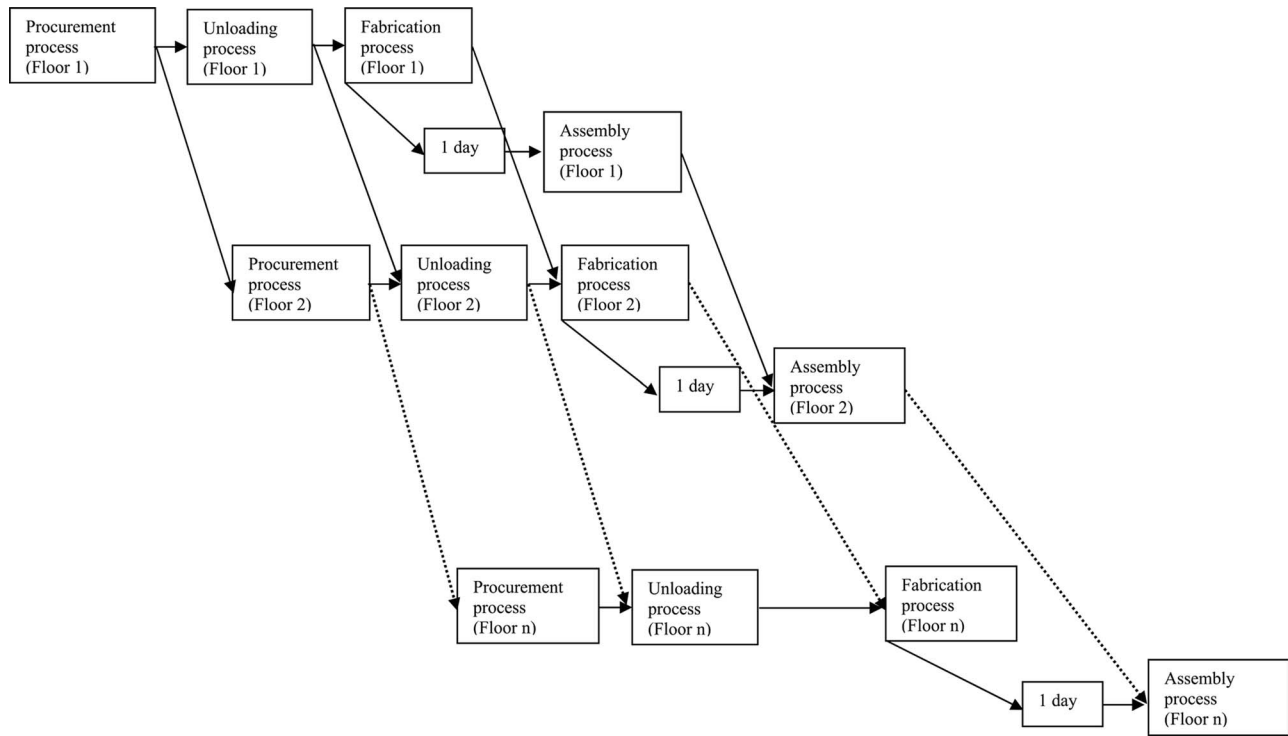 Procurement
process
(Floor 1)
Unloading
process
(Floor 1)
Fabrication
process
(Floor 1)
1 day
Assembly
process
(Floor 1)
Procurement
process
(Floor 2)
Unloading
process
(Floor 2)
Fabrication
process
(Floor 2)
1 day
Assembly
process
(Floor 2)
Procurement
process
(Floor n)
Unloading
process
(Floor n)
Fabrication
process
(Floor n)
1 day
Assembly
process
(Floor n)